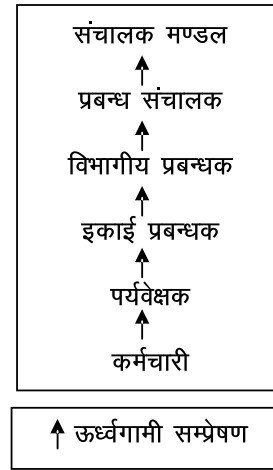 संचालक मण्डल
प्रबन्ध संचालक
विभागीय प्रबन्धक
इकाई प्रबन्धक
पर्यवेक्षक
कर्मचारी
ऊर्ध्वगामी सम्प्रेषण